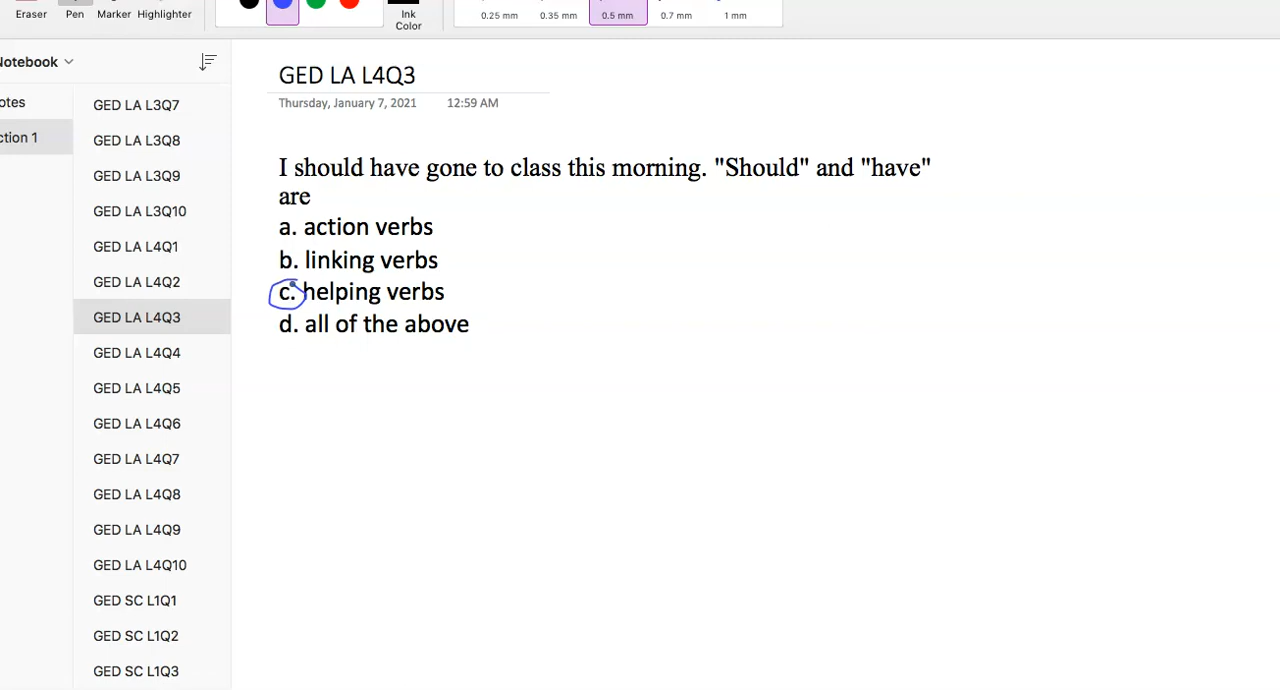 Eraser Pen Marker Highlighter Ink Color 0.25 mm 0.35 mm 0.5 mm 0.7 mm 1 mm
Notebook
otes
ction 1
GED LA L3Q7
GED LA L3Q8
GED LA L3Q9
GED LA L3Q10
GED LA L4Q1
GED LA L4Q2
GED LA L4Q3
GED LA L4Q4
GED LA L4Q5
GED LA L4Q6
GED LA L4Q7
GED LA L4Q8
GED LA L4Q9
GED LA L4Q10
GED SC L1Q1
GED SC L1Q2
GED SC L1Q3
GED LA L4Q3
Thursday, January 7, 2021 12:59 AM
I should have gone to class this morning. "Should" and "have"
are
a. action verbs
b. linking verbs
c. helping verbs
d. all of the above